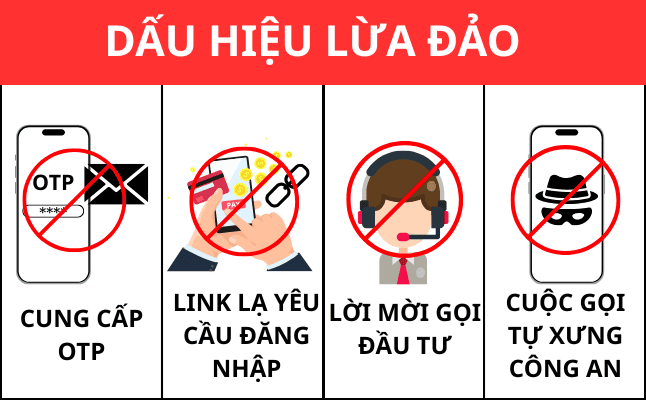 DẤU HIỆU LỪA ĐẢO
OTP
****
CUNG CẤP
OTP
PAY
LINK LẠ YÊU
CẦU ĐĂNG
NHẬP
LỜI MỜI GỌI
ĐẦU TƯ
CUỘC GỌI
TỰ XƯNG
CÔNG AN